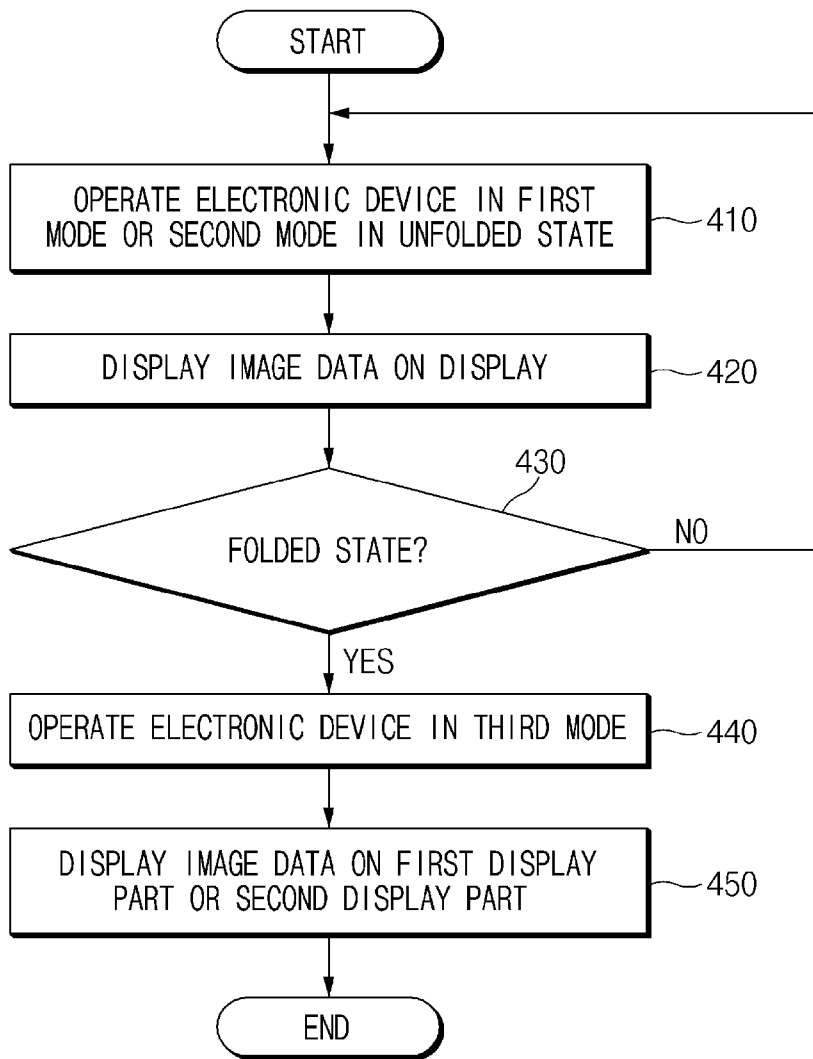 START
OPERATE ELECTRONIC DEVICE IN FIRST
MODE OR SECOND MODE IN UNFOLDED STATE
410
DISPLAY IMAGE DATA ON DISPLAY
420
430
FOLDED STATE?
NO
YES
OPERATE ELECTRONIC DEVICE IN THIRD MODE
440
DISPLAY IMAGE DATA ON FIRST DISPLAY
PART OR SECOND DISPLAY PART
450
END